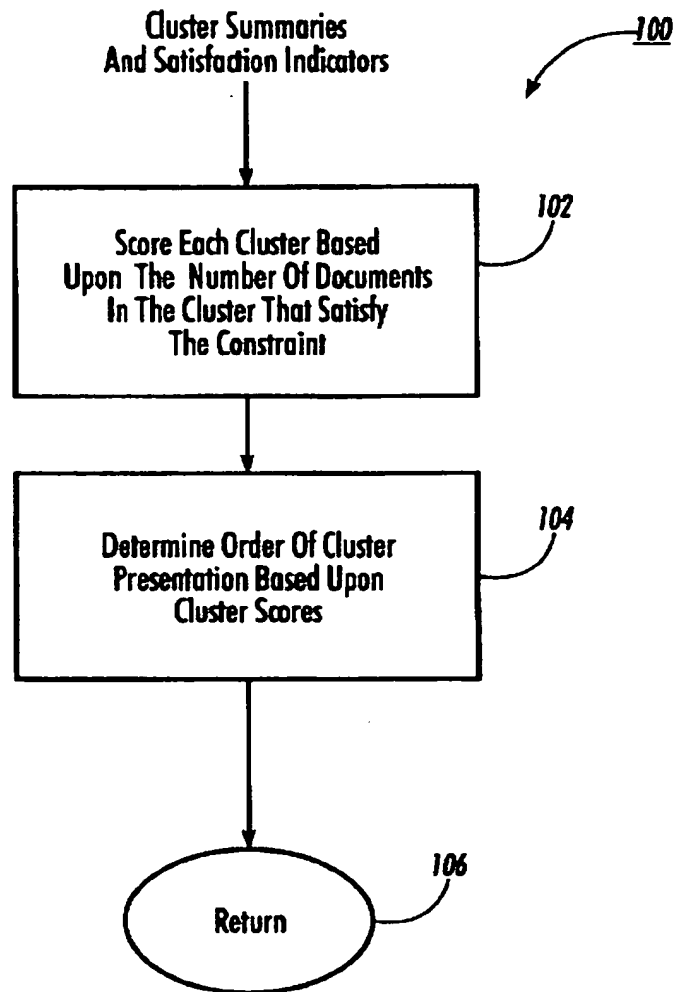 Cluster Summaries
And Satisfaction Indicators
100
102
Score Each Cluster Based
Upon The Number Of Documents
In The Cluster That Satisfy
The Constraint
104
Determine Order Of Cluster
Presentation Based Upon
Cluster Scores
106
Return